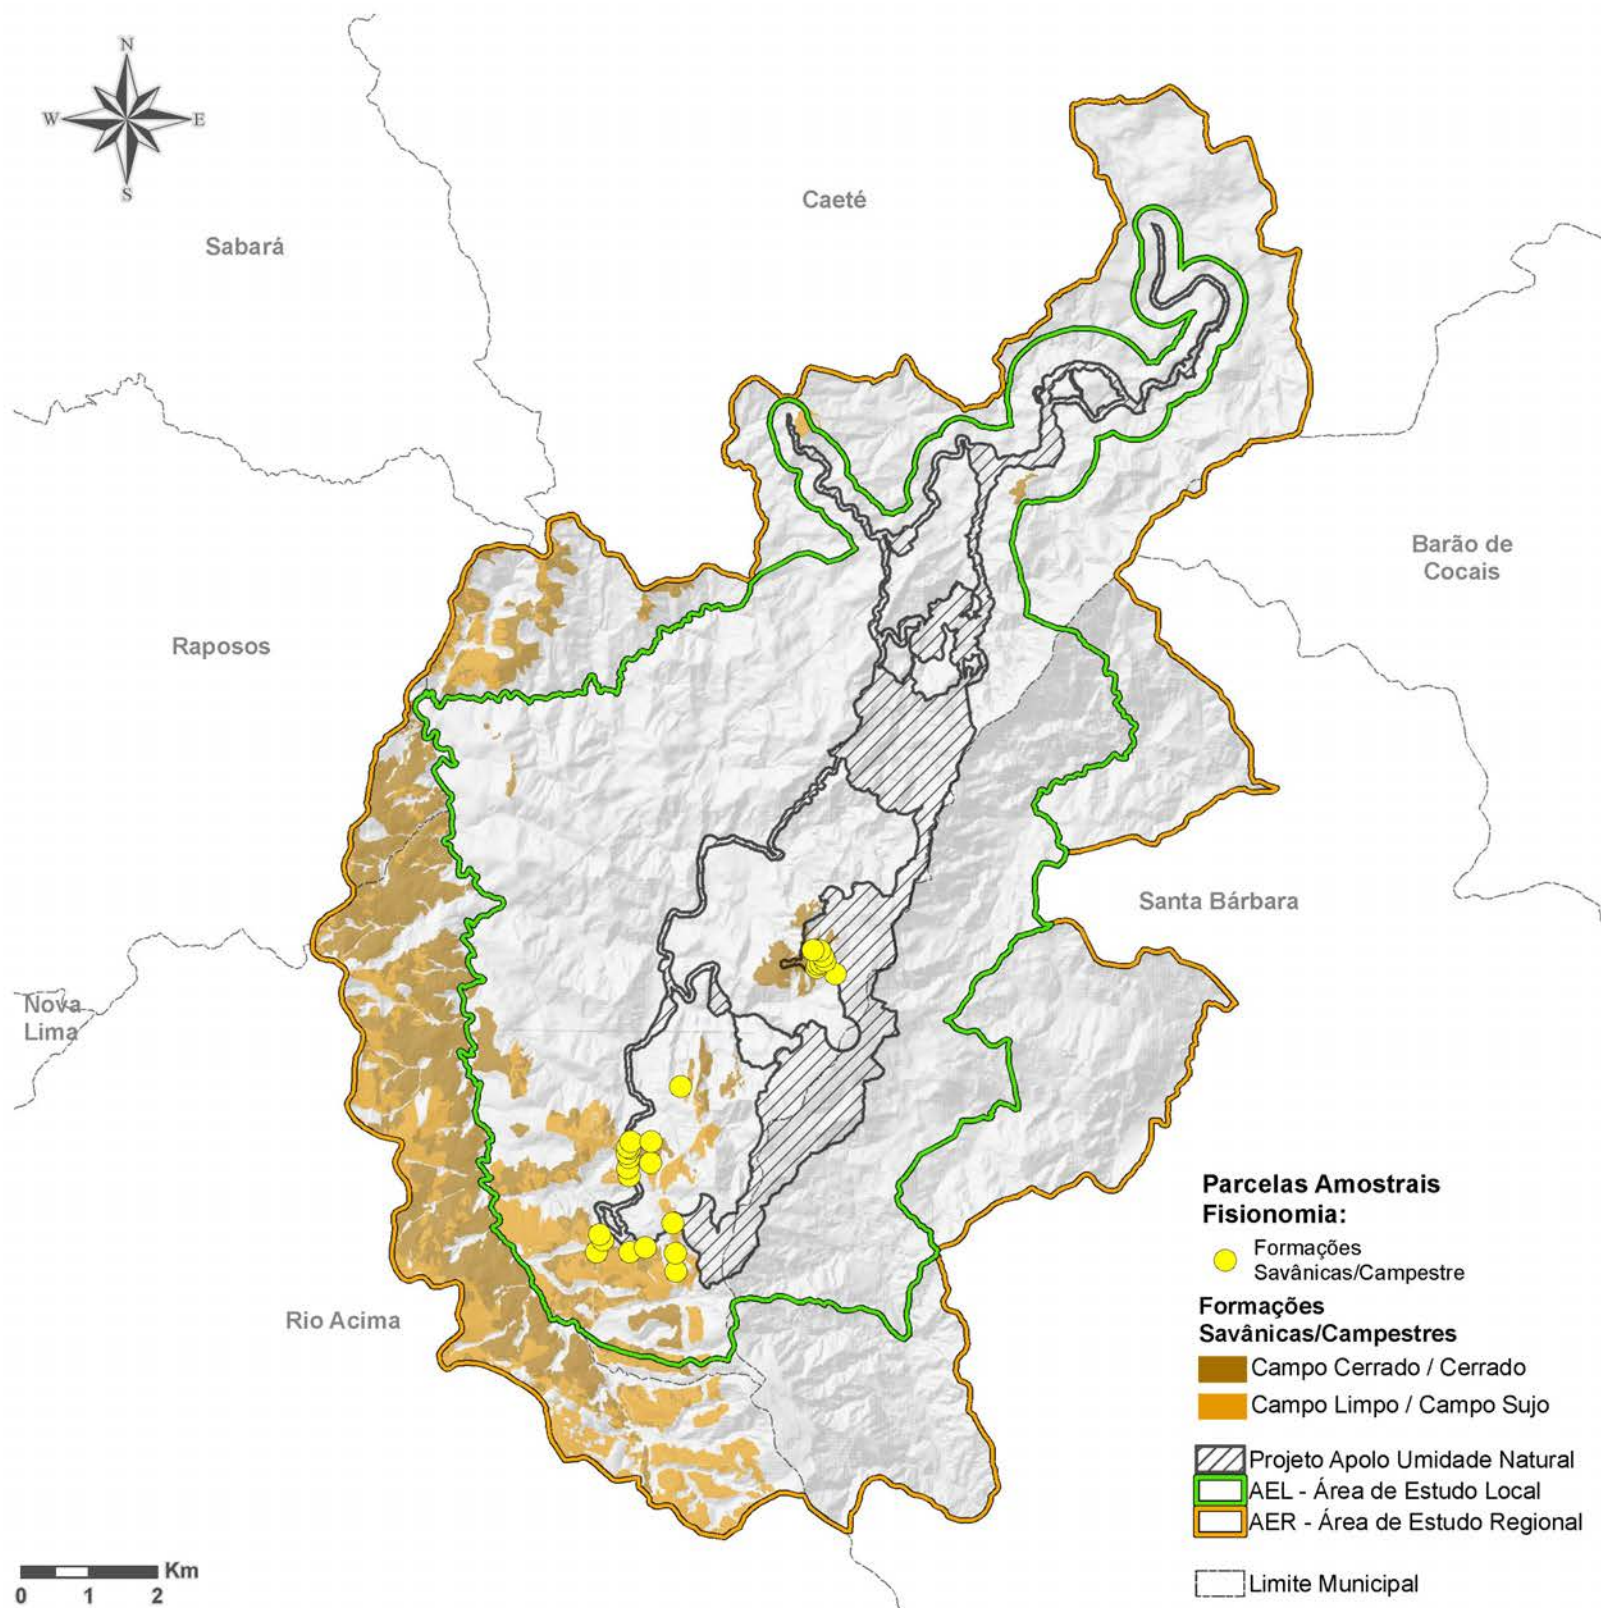 N
W
E
S
Caeté
Sabará
Barão de
Cocais
Raposos
Santa Bárbara
Nova
Lima
Rio Acima
Parcelas Amostrais
Fisionomia:
Formações
Savânicas/Campestre
Formações
Savânicas/Campestres
Campo Cerrado / Cerrado
Campo Limpo / Campo Sujo
Projeto Apolo Umidade Natural
AEL - Área de Estudo Local
AER - Área de Estudo Regional
Limite Municipal
Km
0 1 2